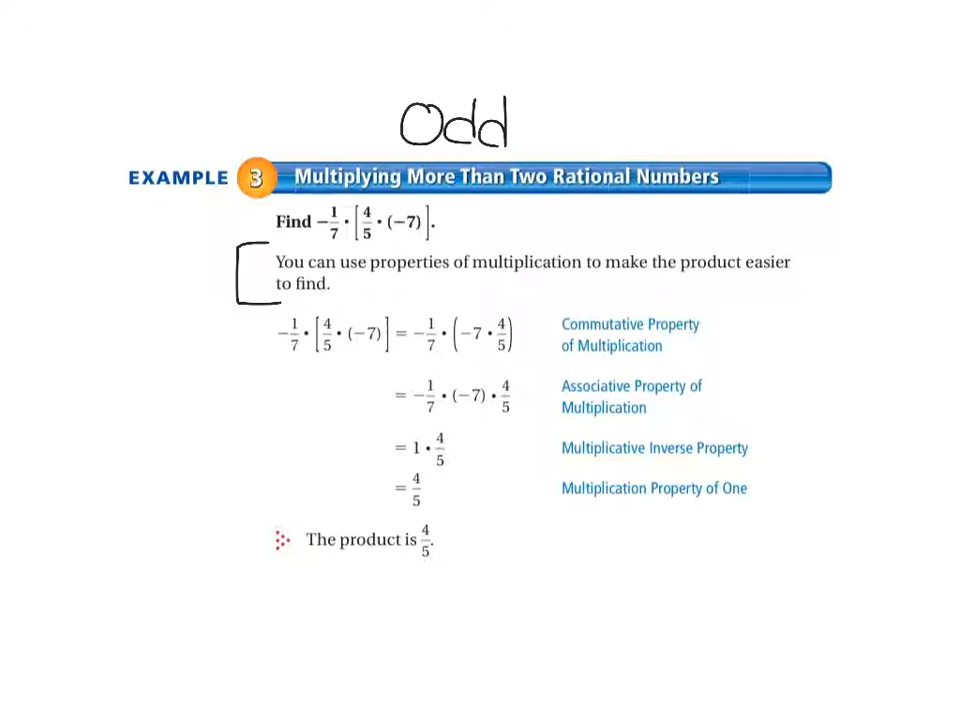 Odd
EXAMPLE 3 Multiplying More Than Two Rational Numbers
Find −1/7 · [4/5 · (−7)].
You can use properties of multiplication to make the product easier
to find.
−1/7 · [4/5 · (−7)] = −1/7 · (−7 · 4/5) Commutative Property
of Multiplication
= −1/7 · (−7) · 4/5 Associative Property of
Multiplication
= 1 · 4/5 Multiplicative Inverse Property
= 4/5 Multiplication Property of One
The product is 4/5.